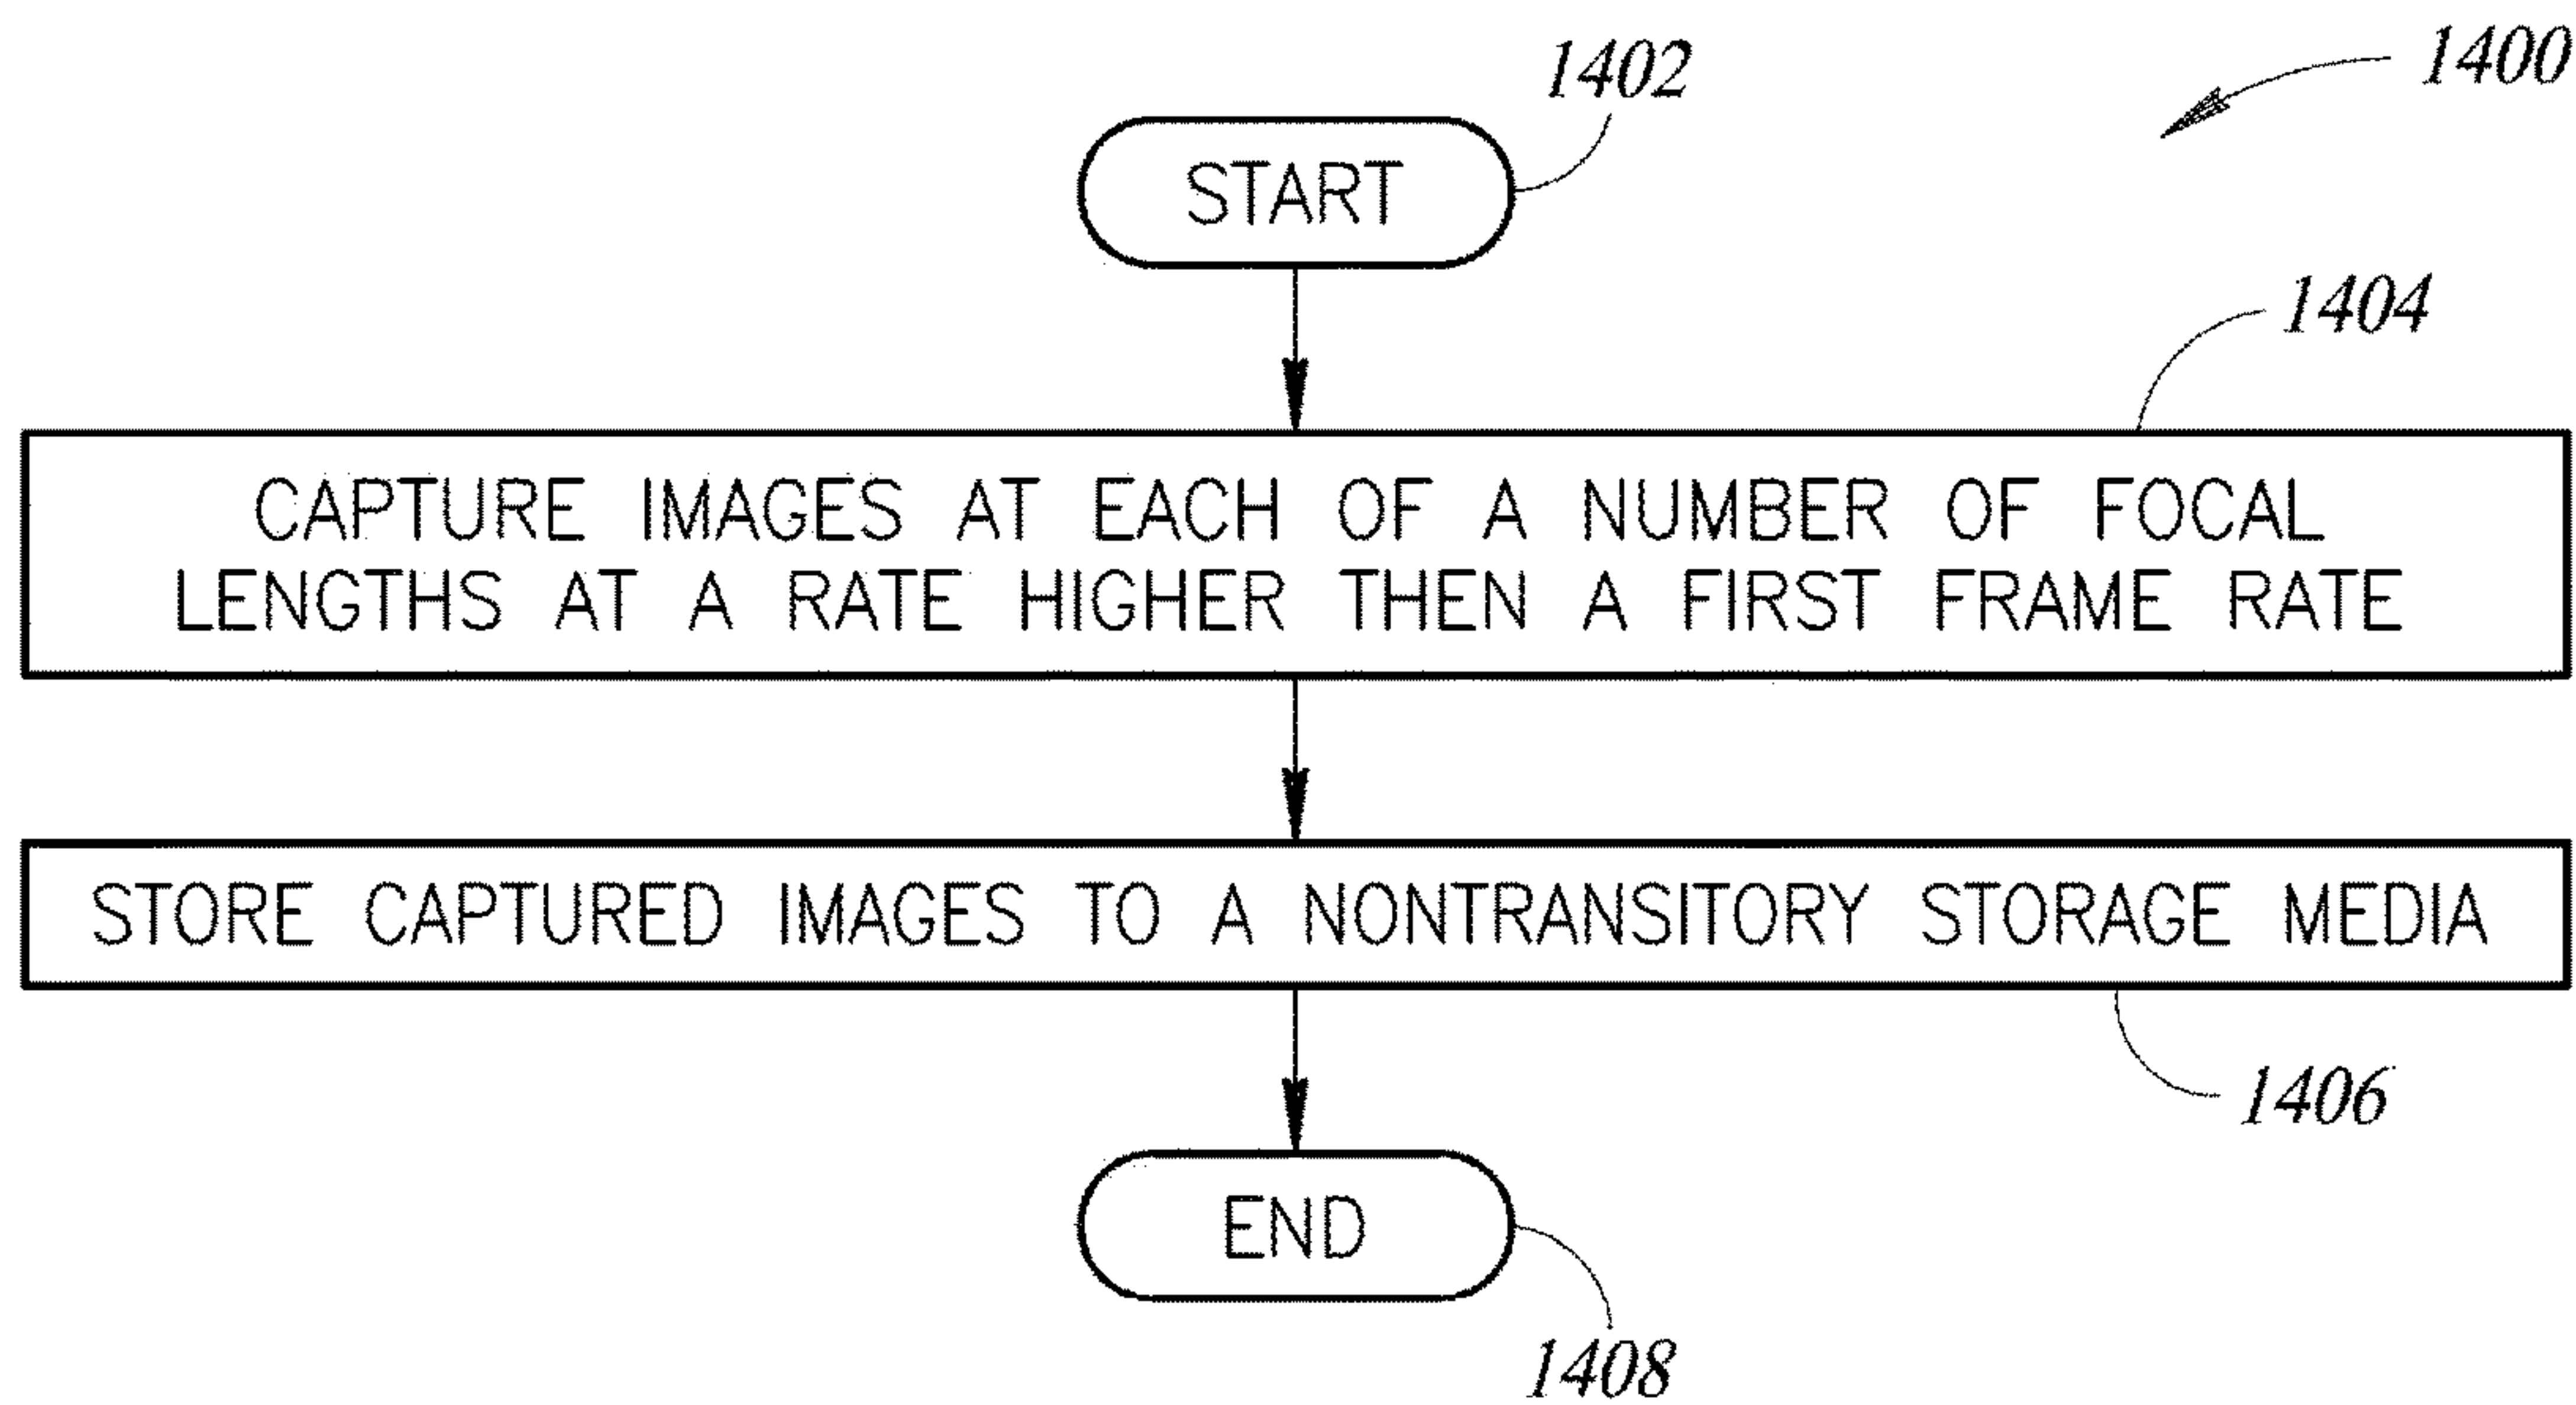 1400
1402
START
1404
CAPTURE IMAGES AT EACH OF A NUMBER OF FOCAL
LENGTHS AT A RATE HIGHER THEN A FIRST FRAME RATE
STORE CAPTURED IMAGES TO A NONTRANSITORY STORAGE MEDIA
1406
END
1408